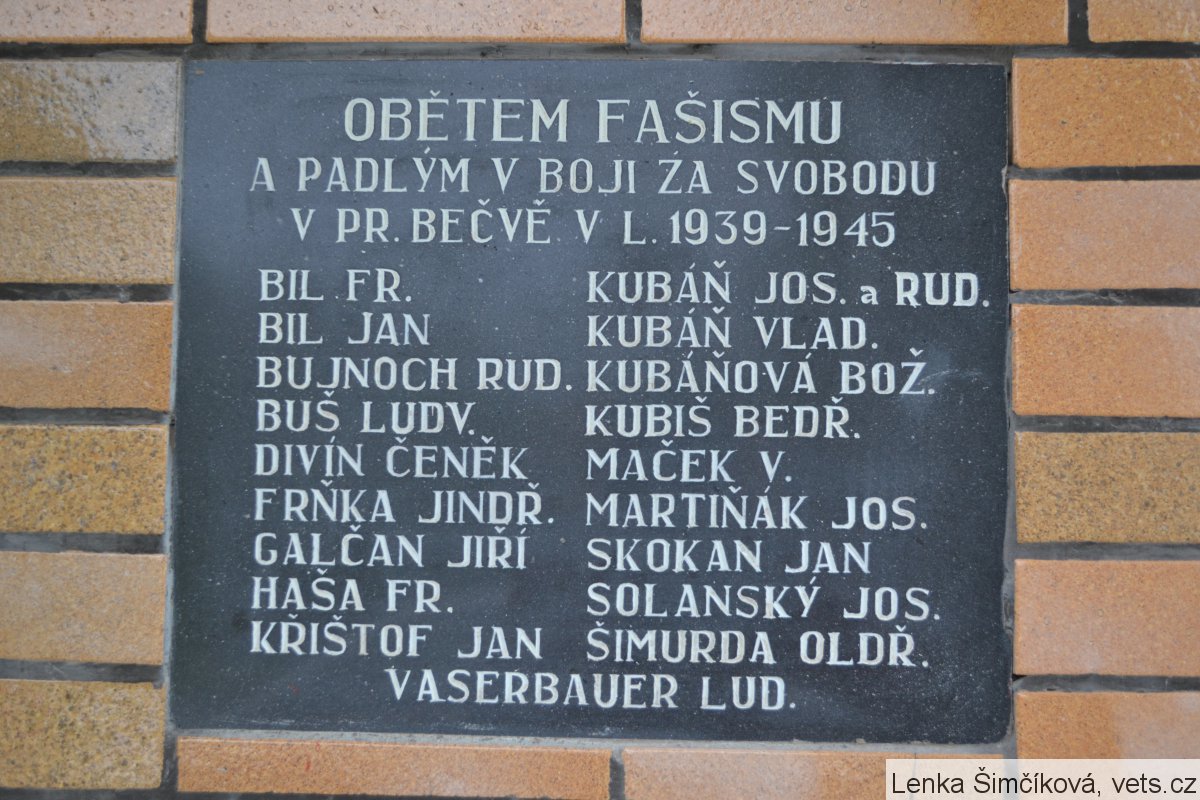 OBĚTEM FAŠISMU
A PADLÝM V BOJI ZA SVOBODU
V PR. BEČVĚ V L. 1939-1945
BIL FR.
BIL JAN
BUJNOCH RUD.
BUŠ LUDV.
DIVÍN ČENĚK
FRŇKA JINDŘ.
GALČAN JIŘÍ
HAŠA FR.
KŘIŠTOF JAN
KUBÁŇ JOS. a RUD.
KUBÁŇ VLAD.
KUBÁŇOVÁ BOŽ.
KUBIŠ BEDŘ.
MAČEK V.
MARTIŇÁK JOS.
SKOKAN JAN
SOLANSKÝ JOS.
ŠIMURDA OLDŘ.
VASERBAUER LUD.
Lenka Šimčíková, vets.cz